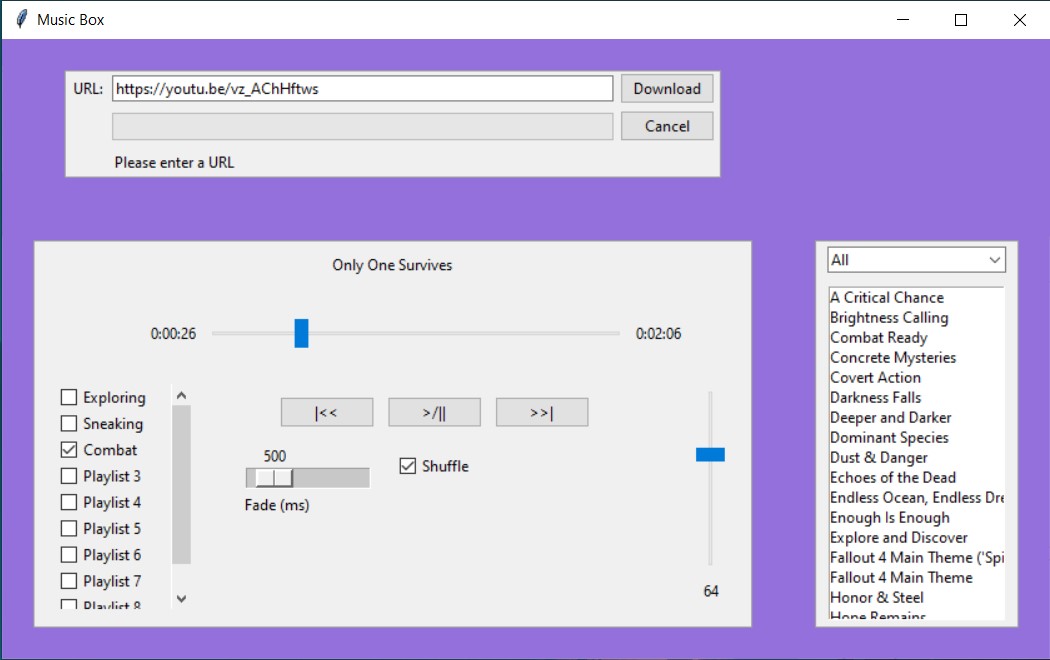 Music Box
URL: https://youtu.be/vz_AChHftws Download
Cancel
Please enter a URL
Only One Survives
0:00:26 0:02:06
Exploring
Sneaking
Combat
Playlist 3
Playlist 4
Playlist 5
Playlist 6
Playlist 7
Playlist 8
|<< >/|| >>|
500
Fade (ms)
Shuffle
64
All
A Critical Chance
Brightness Calling
Combat Ready
Concrete Mysteries
Covert Action
Darkness Falls
Deeper and Darker
Dominant Species
Dust & Danger
Echoes of the Dead
Endless Ocean, Endless Dre
Enough Is Enough
Explore and Discover
Fallout 4 Main Theme ('Spi
Fallout 4 Main Theme
Honor & Steel
Hope Remains